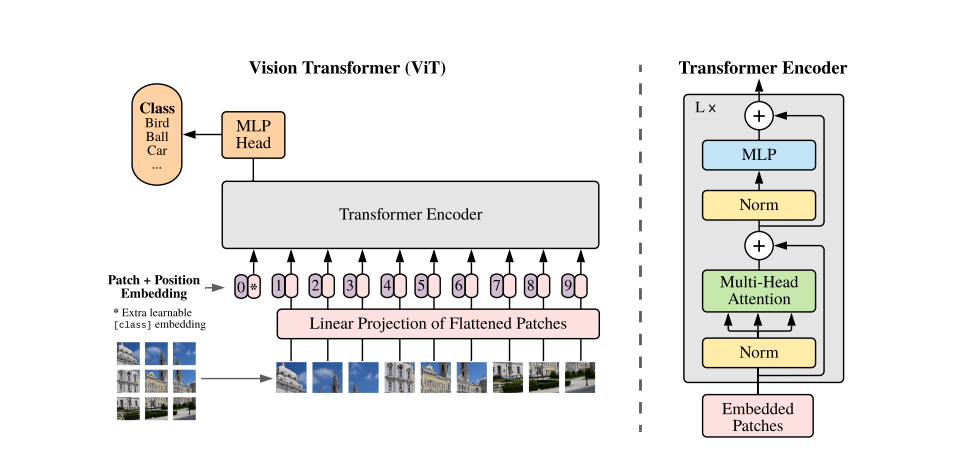 Vision Transformer (ViT)
Class
Bird
Ball
Car
...
MLP
Head
Transformer Encoder
Patch + Position
Embedding
0 * 1 2 3 4 5 6 7 8 9
* Extra learnable
[class] embedding
Linear Projection of Flattened Patches
Transformer Encoder
L x
+
MLP
Norm
+
Multi-Head
Attention
Norm
Embedded
Patches